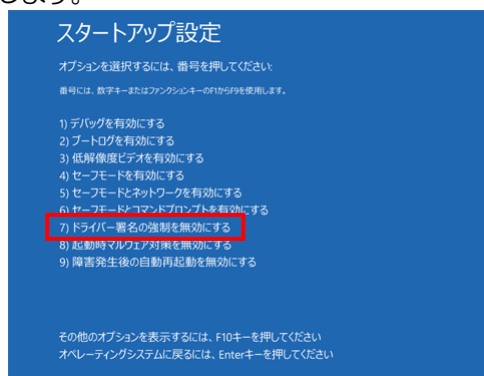 します。
スタートアップ設定
オプションを選択するには、番号を押してください:
番号には、数字キーまたはファンクションキーのF1からF9を使用します。
1) デバッグを有効にする
2) ブートログを有効にする
3) 低解像度ビデオを有効にする
4) セーフモードを有効にする
5) セーフモードとネットワークを有効にする
6) セーフモードとコマンドプロンプトを有効にする
7) ドライバー署名の強制を無効にする
8) 起動時マルウェア対策を無効にする
9) 障害発生後の自動再起動を無効にする
その他のオプションを表示するには、F10キーを押してください
オペレーティングシステムに戻るには、Enterキーを押してください